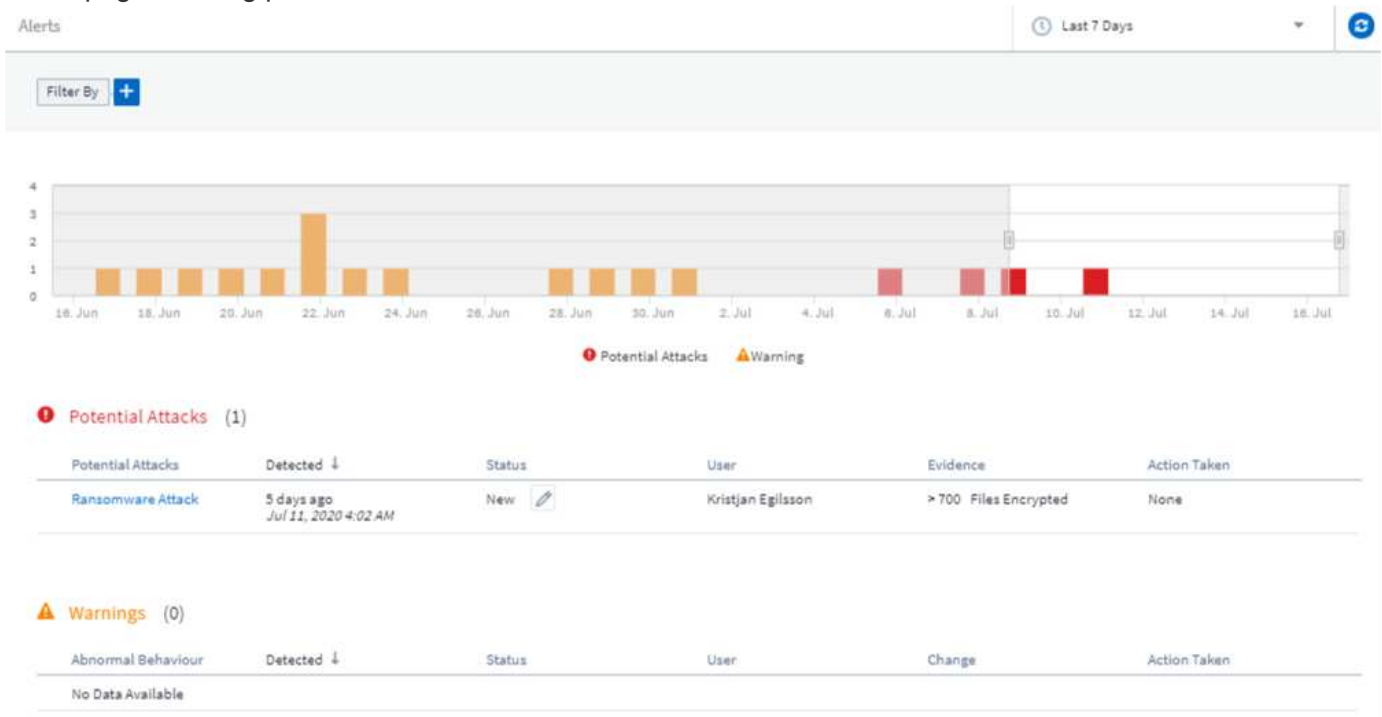 Alerts
Last 7 Days
Filter By +
4
3
2
1
0
16. Jun 18. Jun 20. Jun 22. Jun 24. Jun 26. Jun 28. Jun 30. Jun 2. Jul 4. Jul 6. Jul 8. Jul 10. Jul 12. Jul 14. Jul 16. Jul
Potential Attacks Warning
Potential Attacks (1)
Potential Attacks Detected ↓ Status User Evidence Action Taken
Ransomware Attack 5 days ago New Kristjan Egilsson > 700 Files Encrypted None
Jul 11, 2020 4:02 AM
Warnings (0)
Abnormal Behaviour Detected ↓ Status User Change Action Taken
No Data Available